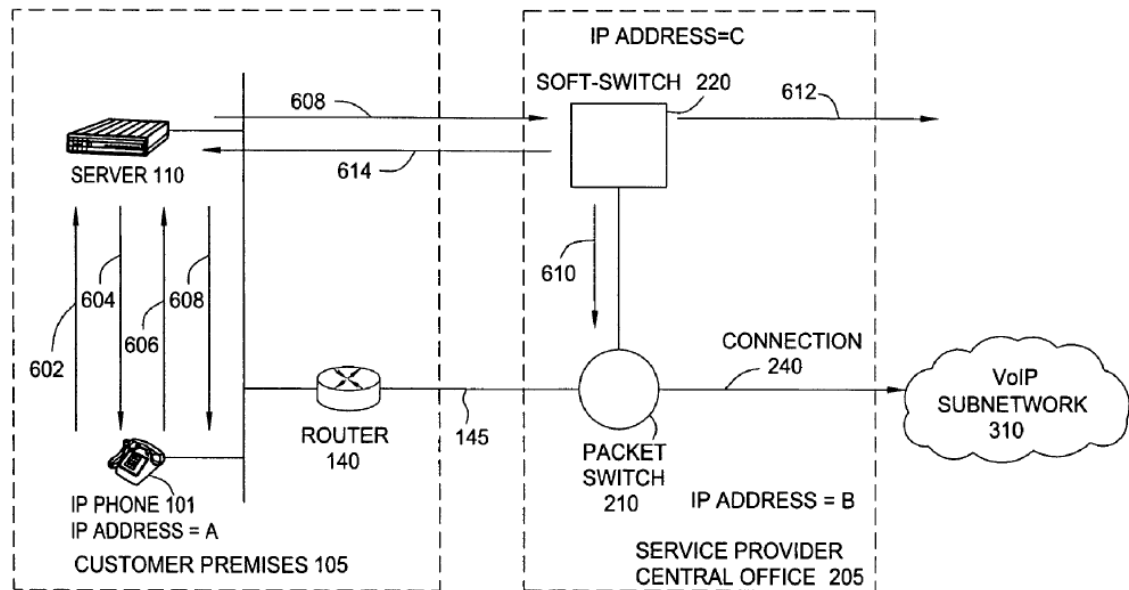 IP ADDRESS=C
SOFT-SWITCH 220
608
612
614
SERVER 110
610
604
608
606
602
CONNECTION
240
VoIP
SUBNETWORK
310
ROUTER
140
145
PACKET
SWITCH
210
IP PHONE 101
IP ADDRESS = A
IP ADDRESS = B
CUSTOMER PREMISES 105
SERVICE PROVIDER
CENTRAL OFFICE 205